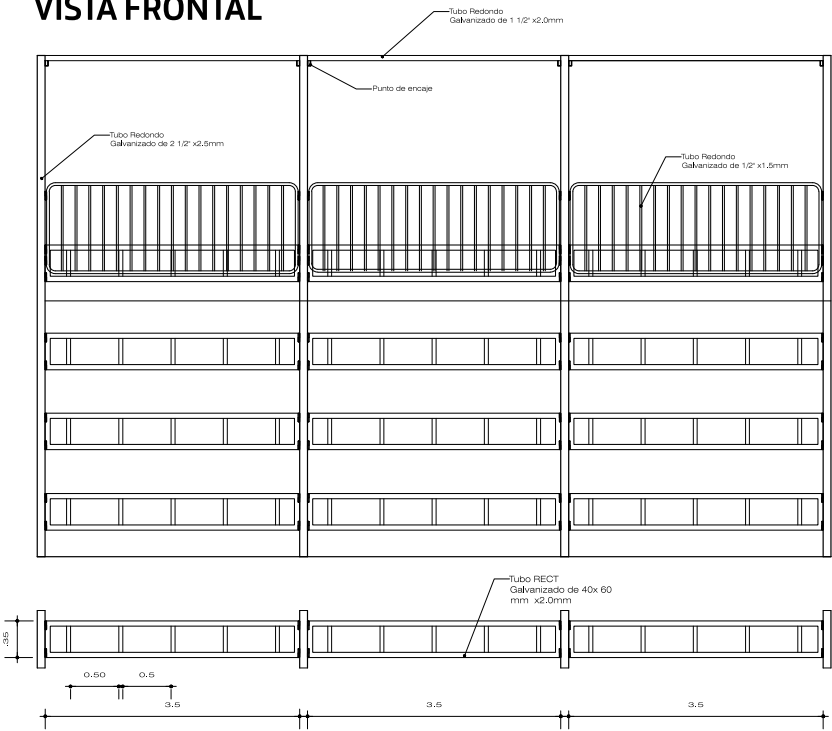 VISTA FRONTAL
Tubo Redondo
Galvanizado de 1 1/2" x2.0mm
Punto de encaje
Tubo Redondo
Galvanizado de 2 1/2" x2.5mm
Tubo Redondo
Galvanizado de 1/2" x1.5mm
Tubo RECT
Galvanizado de 40x 60
mm x2.0mm
.35
0.50
0.5
3.5
3.5
3.5